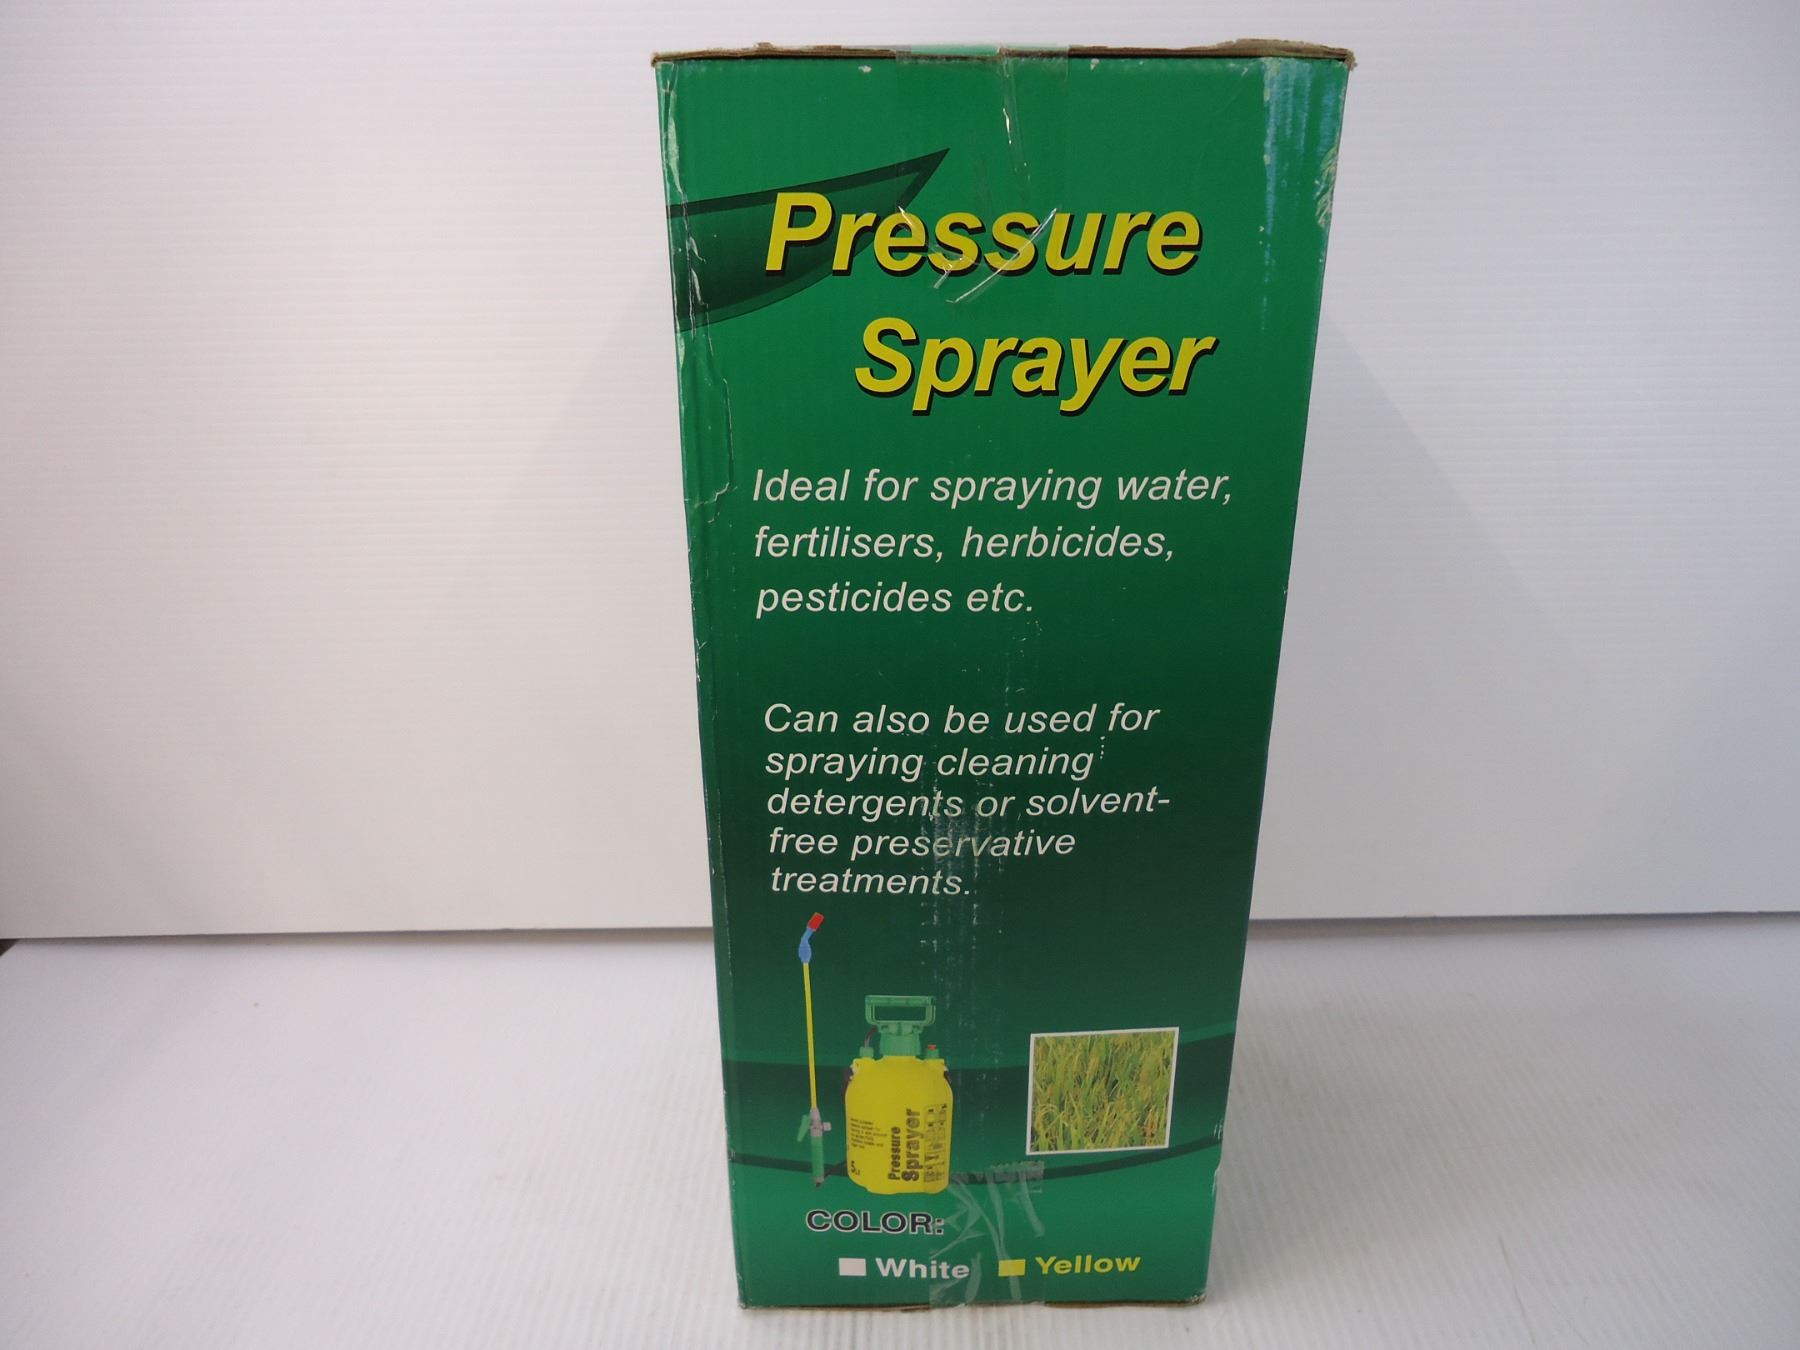 Pressure
Sprayer
Ideal for spraying water,
fertilisers, herbicides,
pesticides etc.
Can also be used for
spraying cleaning
detergents or solvent-
free preservative
treatments.
Pressure
Sprayer
COLOR:
White Yellow